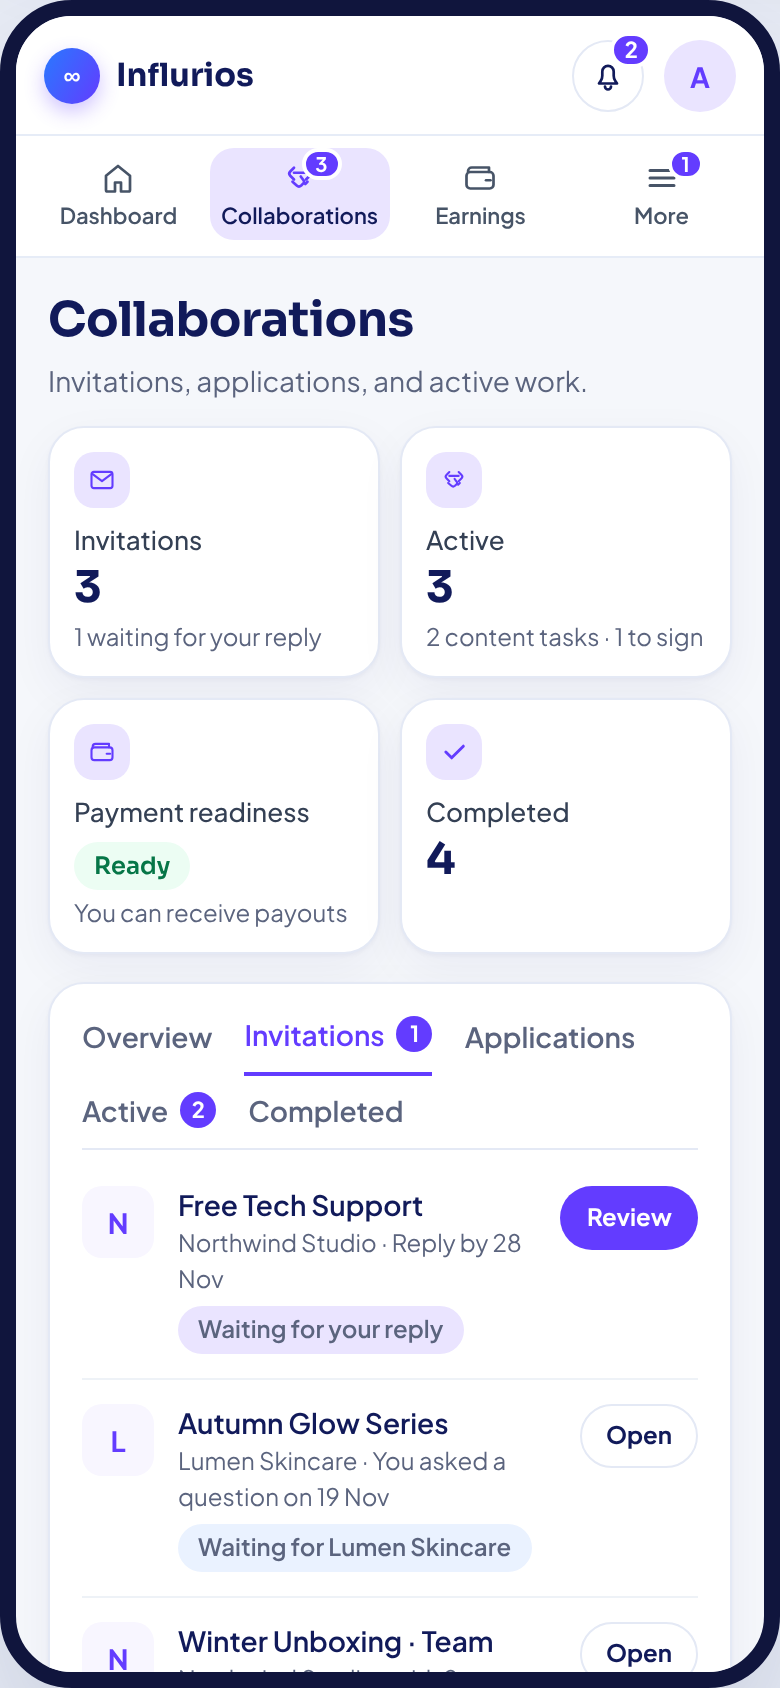 ∞ Influrios 2 A
3 1
Dashboard Collaborations Earnings More
Collaborations
Invitations, applications, and active work.
Invitations
3
1 waiting for your reply
Active
3
2 content tasks · 1 to sign
Payment readiness
Ready
You can receive payouts
Completed
4
Overview Invitations 1 Applications
Active 2 Completed
N
Free Tech Support
Northwind Studio · Reply by 28
Nov
Waiting for your reply
Review
L
Autumn Glow Series
Lumen Skincare · You asked a
question on 19 Nov
Waiting for Lumen Skincare
Open
N
Winter Unboxing · Team
Open